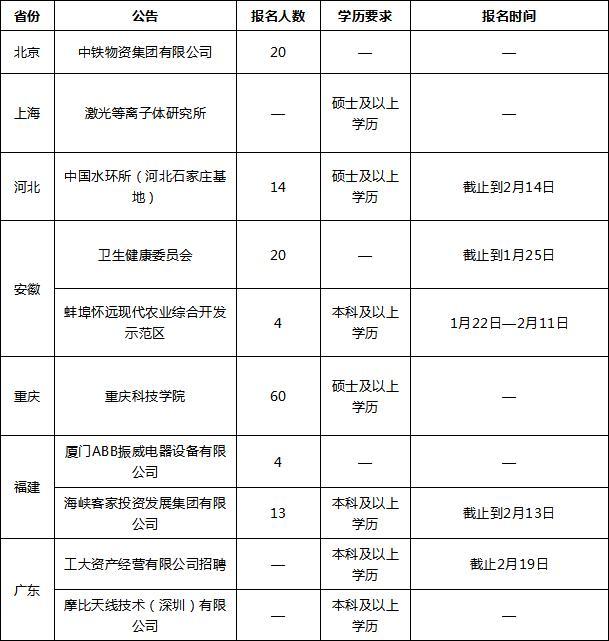 省份 公告 报名人数 学历要求 报名时间
北京 中铁物资集团有限公司 20 — —
上海 激光等离子体研究所 — 硕士及以上
学历 —
河北 中国水环所（河北石家庄基
地） 14 硕士及以上
学历 截止到2月14日
安徽 卫生健康委员会 20 — 截止到1月25日
蚌埠怀远现代农业综合开发
示范区 4 本科及以上
学历 1月22日—2月11日
重庆 重庆科技学院 60 硕士及以上
学历 —
福建 厦门ABB振威电器设备有限
公司 4 — —
海峡客家投资发展集团有限
公司 13 本科及以上
学历 截止到2月13日
广东 工大资产经营有限公司招聘 — 本科及以上
学历 截止2月19日
摩比天线技术（深圳）有限
公司 — 本科及以上
学历 —